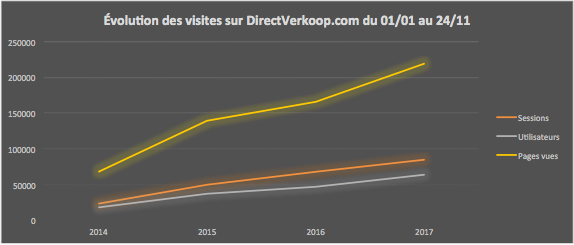 Évolution des visites sur DirectVerkoop.com du 01/01 au 24/11
250000
200000
150000
100000
50000
0
2014 2015 2016 2017
Sessions
Utilisateurs
Pages vues